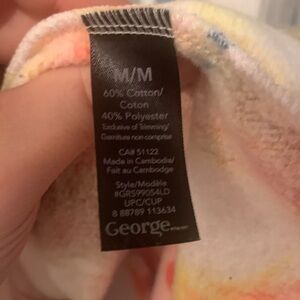 M/M
60% Cotton/
Coton
40% Polyester
*Exclusive of Trimming/
Garniture non comprise
CA# 51122
Made in Cambodia/
Fait au Cambodge
Style/Modèle
#GRS99054LD
UPC/CUP
8 88789 113634
George